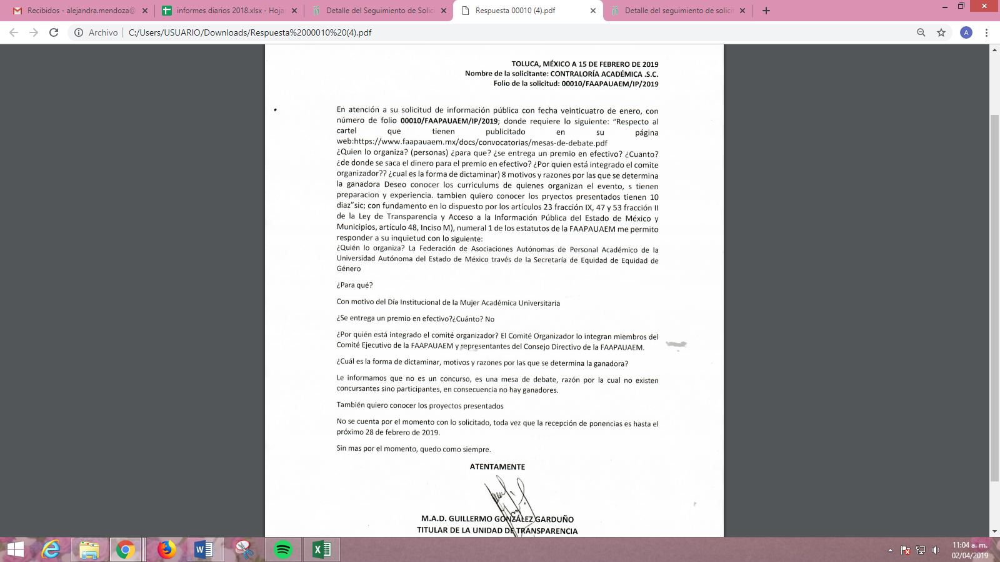 Recibidos - alejandra.mendoza@
informes diarios 2018.xlsx - Hoja
Detalle del Seguimiento de Solic
Respuesta 00010 (4).pdf
Detalle del seguimiento de solicit
Archivo
C:/Users/USUARIO/Downloads/Respuesta%2000010%20(4).pdf
A
TOLUCA, MÉXICO A 15 DE FEBRERO DE 2019
Nombre de la solicitante: CONTRALORÍA ACADÉMICA .S.C.
Folio de la solicitud: 00010/FAAPAUAEM/IP/2019
En atención a su solicitud de información pública con fecha veinticuatro de enero, con
número de folio 00010/FAAPAUAEM/IP/2019; donde requiere lo siguiente: “Respecto al
cartel que tienen publicitado en su página
web:https://www.faapauaem.mx/docs/convocatorias/mesas-de-debate.pdf
¿Quien lo organiza? (personas) ¿para que? ¿se entrega un premio en efectivo? ¿Cuanto?
¿de donde se saca el dinero para el premio en efectivo? ¿Por quien está integrado el comite
organizador?? ¿cual es la forma de dictaminar) 8 motivos y razones por las que se determina
la ganadora Deseo conocer los curriculums de quienes organizan el evento, s tienen
preparacion y experiencia. tambien quiero conocer los pryectos presentados tienen 10
diaz”sic; con fundamento en lo dispuesto por los artículos 23 fracción IX, 47 y 53 fracción II
de la Ley de Transparencia y Acceso a la Información Pública del Estado de México y
Municipios, artículo 48, Inciso M), numeral 1 de los estatutos de la FAAPAUAEM me permito
responder a su inquietud con lo siguiente:
¿Quién lo organiza? La Federación de Asociaciones Autónomas de Personal Académico de la
Universidad Autónoma del Estado de México través de la Secretaría de Equidad de Equidad de
Género
¿Para qué?
Con motivo del Día Institucional de la Mujer Académica Universitaria
¿Se entrega un premio en efectivo?¿Cuánto? No
¿Por quién está integrado el comité organizador? El Comité Organizador lo integran miembros del
Comité Ejecutivo de la FAAPAUAEM y representantes del Consejo Directivo de la FAAPAUAEM.
¿Cuál es la forma de dictaminar, motivos y razones por las que se determina la ganadora?
Le informamos que no es un concurso, es una mesa de debate, razón por la cual no existen
concursantes sino participantes, en consecuencia no hay ganadores.
También quiero conocer los proyectos presentados
No se cuenta por el momento con lo solicitado, toda vez que la recepción de ponencias es hasta el
próximo 28 de febrero de 2019.
Sin mas por el momento, quedo como siempre.
ATENTAMENTE
M.A.D. GUILLERMO GONZÁLEZ GARDUÑO
TITULAR DE LA UNIDAD DE TRANSPARENCIA
11:04 a. m.
02/04/2019